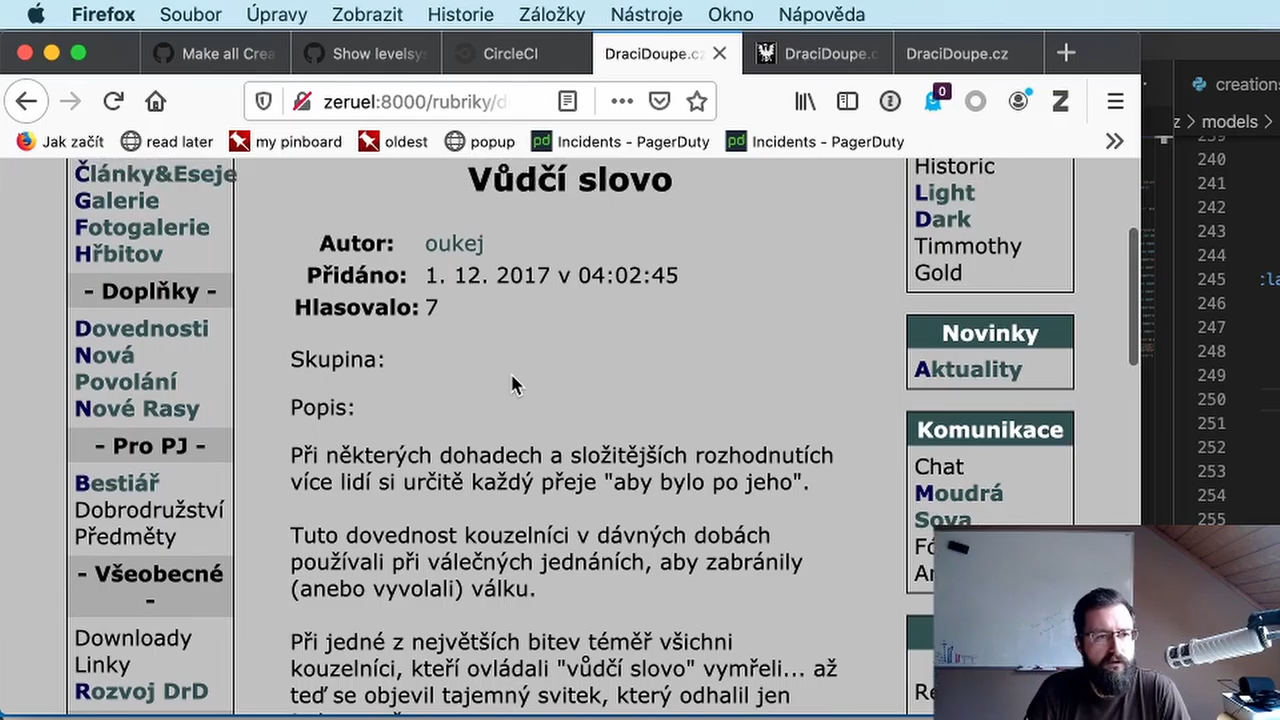 Firefox Soubor Úpravy Zobrazit Historie Záložky Nástroje Okno Nápověda
Make all Crea
Show levelsy
CircleCI
DraciDoupe.cz
DraciDoupe.c
DraciDoupe.cz
creation
zeruel:8000/rubriky/d
0
Z
z > models >
Jak začít
read later
my pinboard
oldest
popup
pd Incidents - PagerDuty
pd Incidents - PagerDuty
Články&Eseje
Galerie
Fotogalerie
Hřbitov
- Doplňky -
Dovednosti
Nová
Povolání
Nové Rasy
- Pro PJ -
Bestiář
Dobrodružství
Předměty
- Všeobecné
-
Downloady
Linky
Rozvoj DrD
Vůdčí slovo
Autor: oukej
Přidáno: 1. 12. 2017 v 04:02:45
Hlasovalo: 7
Skupina:
Popis:
Při některých dohadech a složitějších rozhodnutích
více lidí si určitě každý přeje "aby bylo po jeho".
Tuto dovednost kouzelníci v dávných dobách
používali při válečných jednáních, aby zabránily
(anebo vyvolali) válku.
Při jedné z největších bitev téměř všichni
kouzelníci, kteří ovládali "vůdčí slovo" vymřeli... až
teď se objevil tajemný svitek, který odhalil jen
Historic
Light
Dark
Timmothy
Gold
Novinky
Aktuality
Komunikace
Chat
Moudrá
Sova
Fó
Ar
Re
240
241
242
243
244
245
246
247
248
249
250
251
252
253
254
255